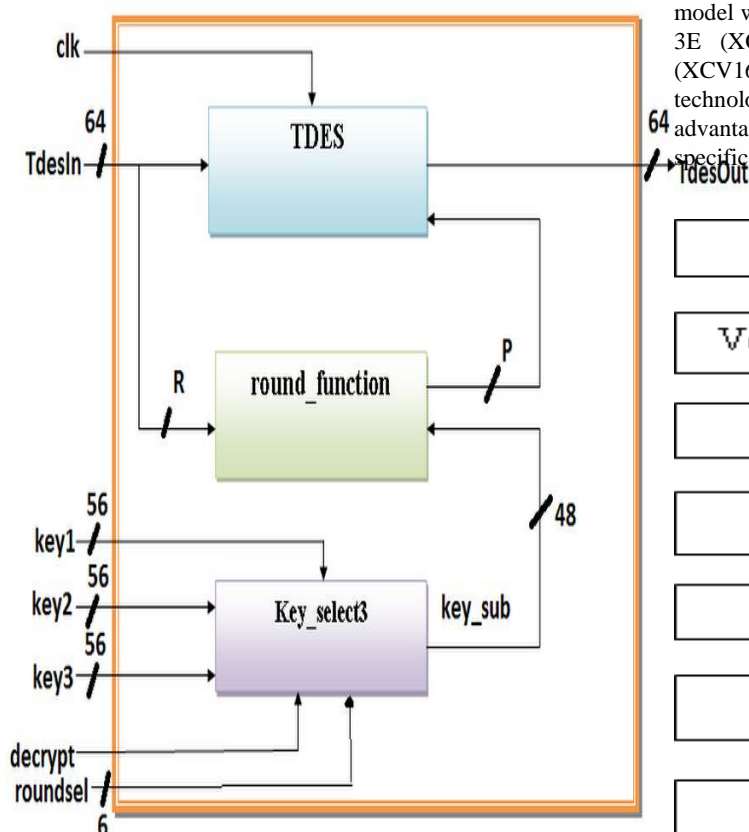 clk
64
TdesIn
TDES
64
TdesOut
R
round_function
P
56
key1
56
key2
56
key3
Key_select3
key_sub
48
decrypt
roundsel
6
model w
3E (XC
(XCV16
technolo
advanta
specific
V